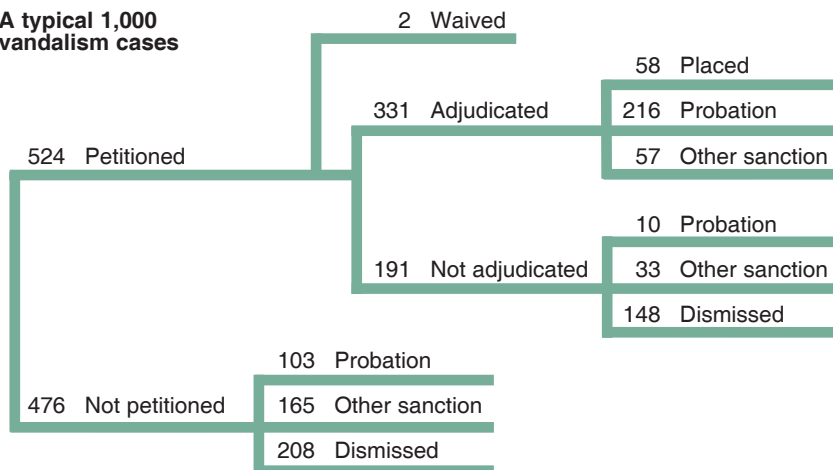 A typical 1,000
vandalism cases
2 Waived
58 Placed
331 Adjudicated
216 Probation
524 Petitioned
57 Other sanction
10 Probation
191 Not adjudicated
33 Other sanction
148 Dismissed
103 Probation
476 Not petitioned
165 Other sanction
208 Dismissed